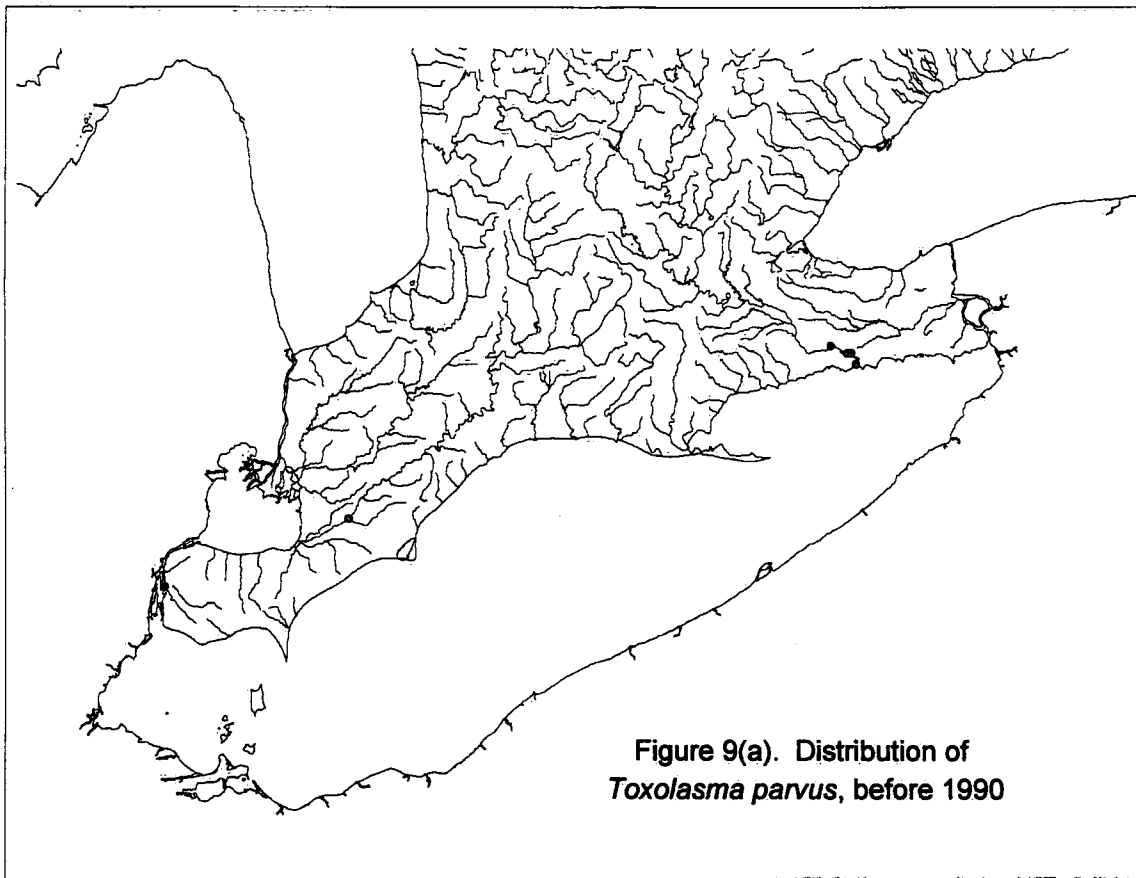 Figure 9(a). Distribution of
Toxolasma parvus, before 1990